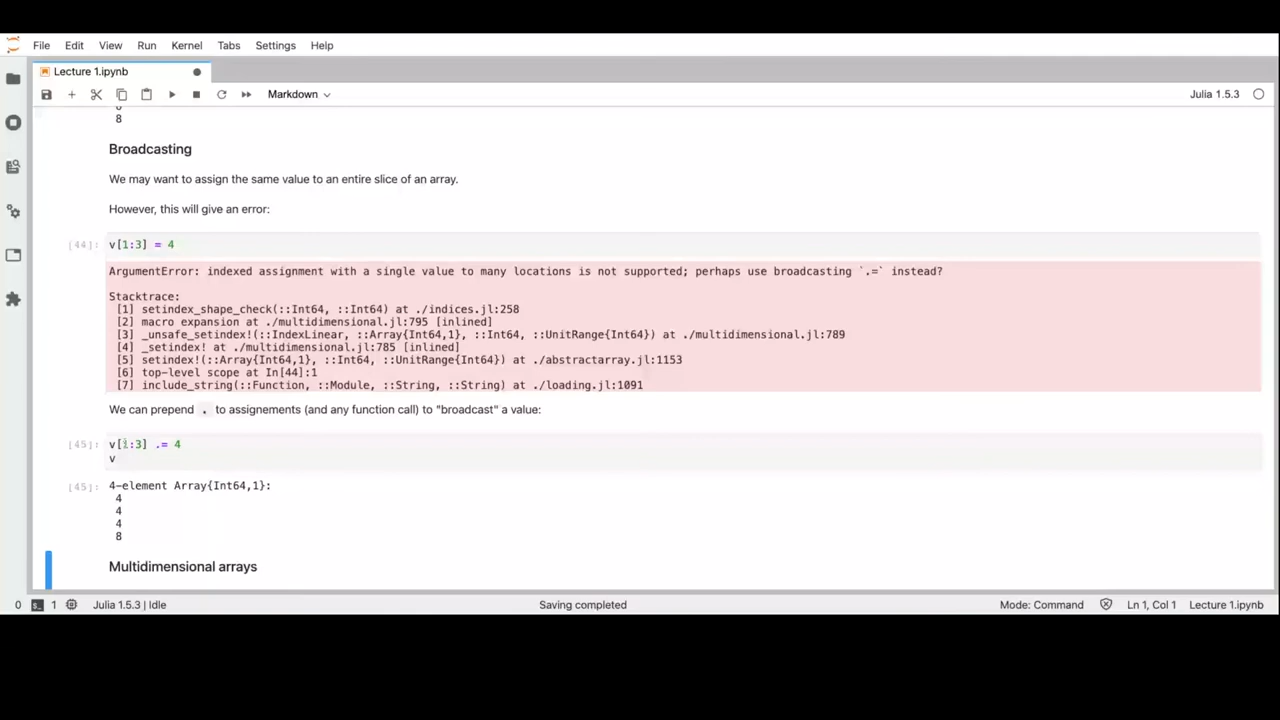 File Edit View Run Kernel Tabs Settings Help
Lecture 1.ipynb
Markdown
Julia 1.5.3
8
Broadcasting
We may want to assign the same value to an entire slice of an array.
However, this will give an error:
[44]: v[1:3] = 4
ArgumentError: indexed assignment with a single value to many locations is not supported; perhaps use broadcasting `.=` instead?
Stacktrace:
[1] setindex_shape_check(::Int64, ::Int64) at ./indices.jl:258
[2] macro expansion at ./multidimensional.jl:795 [inlined]
[3] _unsafe_setindex!(::IndexLinear, ::Array{Int64,1}, ::Int64, ::UnitRange{Int64}) at ./multidimensional.jl:789
[4] _setindex! at ./multidimensional.jl:785 [inlined]
[5] setindex!(::Array{Int64,1}, ::Int64, ::UnitRange{Int64}) at ./abstractarray.jl:1153
[6] top-level scope at In[44]:1
[7] include_string(::Function, ::Module, ::String, ::String) at ./loading.jl:1091
We can prepend . to assignements (and any function call) to "broadcast" a value:
[45]: v[1:3] .= 4
v
[45]: 4-element Array{Int64,1}:
4
4
4
8
Multidimensional arrays
0 1 Julia 1.5.3 | Idle Saving completed Mode: Command Ln 1, Col 1 Lecture 1.ipynb